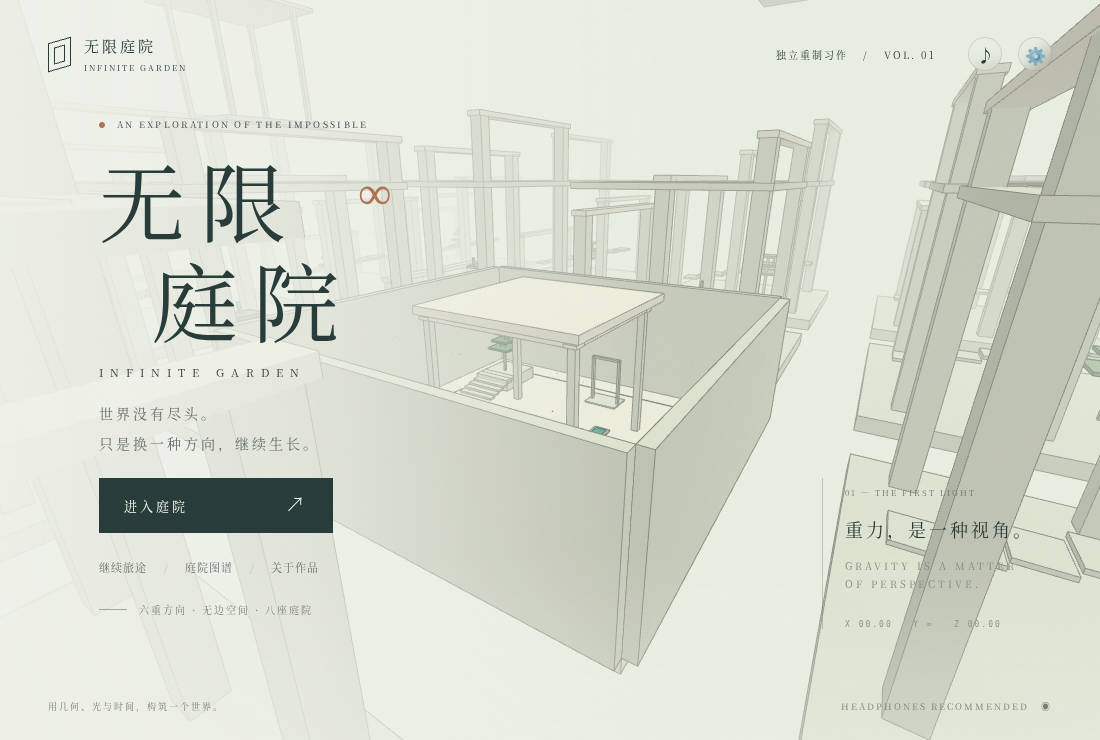 无限庭院
INFINITE GARDEN
独立重制习作 / VOL. 01
♪
AN EXPLORATION OF THE IMPOSSIBLE
无限 ∞
庭院
INFINITE GARDEN
世界没有尽头。
只是换一种方向，继续生长。
进入庭院
继续旅途 / 庭院图谱 / 关于作品
六重方向 · 无边空间 · 八座庭院
01 — THE FIRST LIGHT
重力，是一种视角。
GRAVITY IS A MATTER
OF PERSPECTIVE.
X 00.00 Y ∞ Z 00.00
用几何、光与时间，构筑一个世界。
HEADPHONES RECOMMENDED